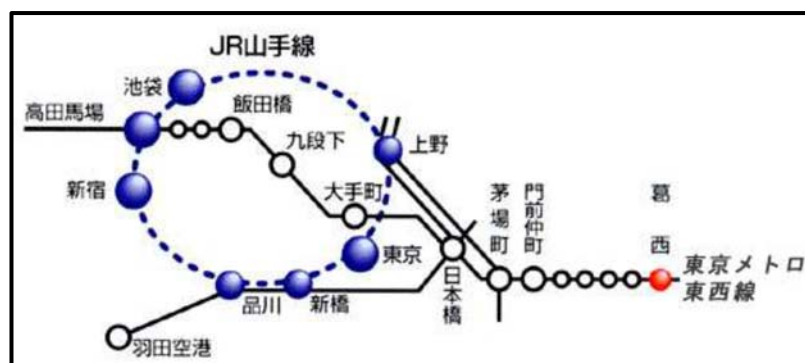 JR山手線
池袋
高田馬場
飯田橋
九段下
上野
新宿
大手町
茅場町
門前仲町
葛西
東京
日本橋
東京メトロ
東西線
品川
新橋
羽田空港